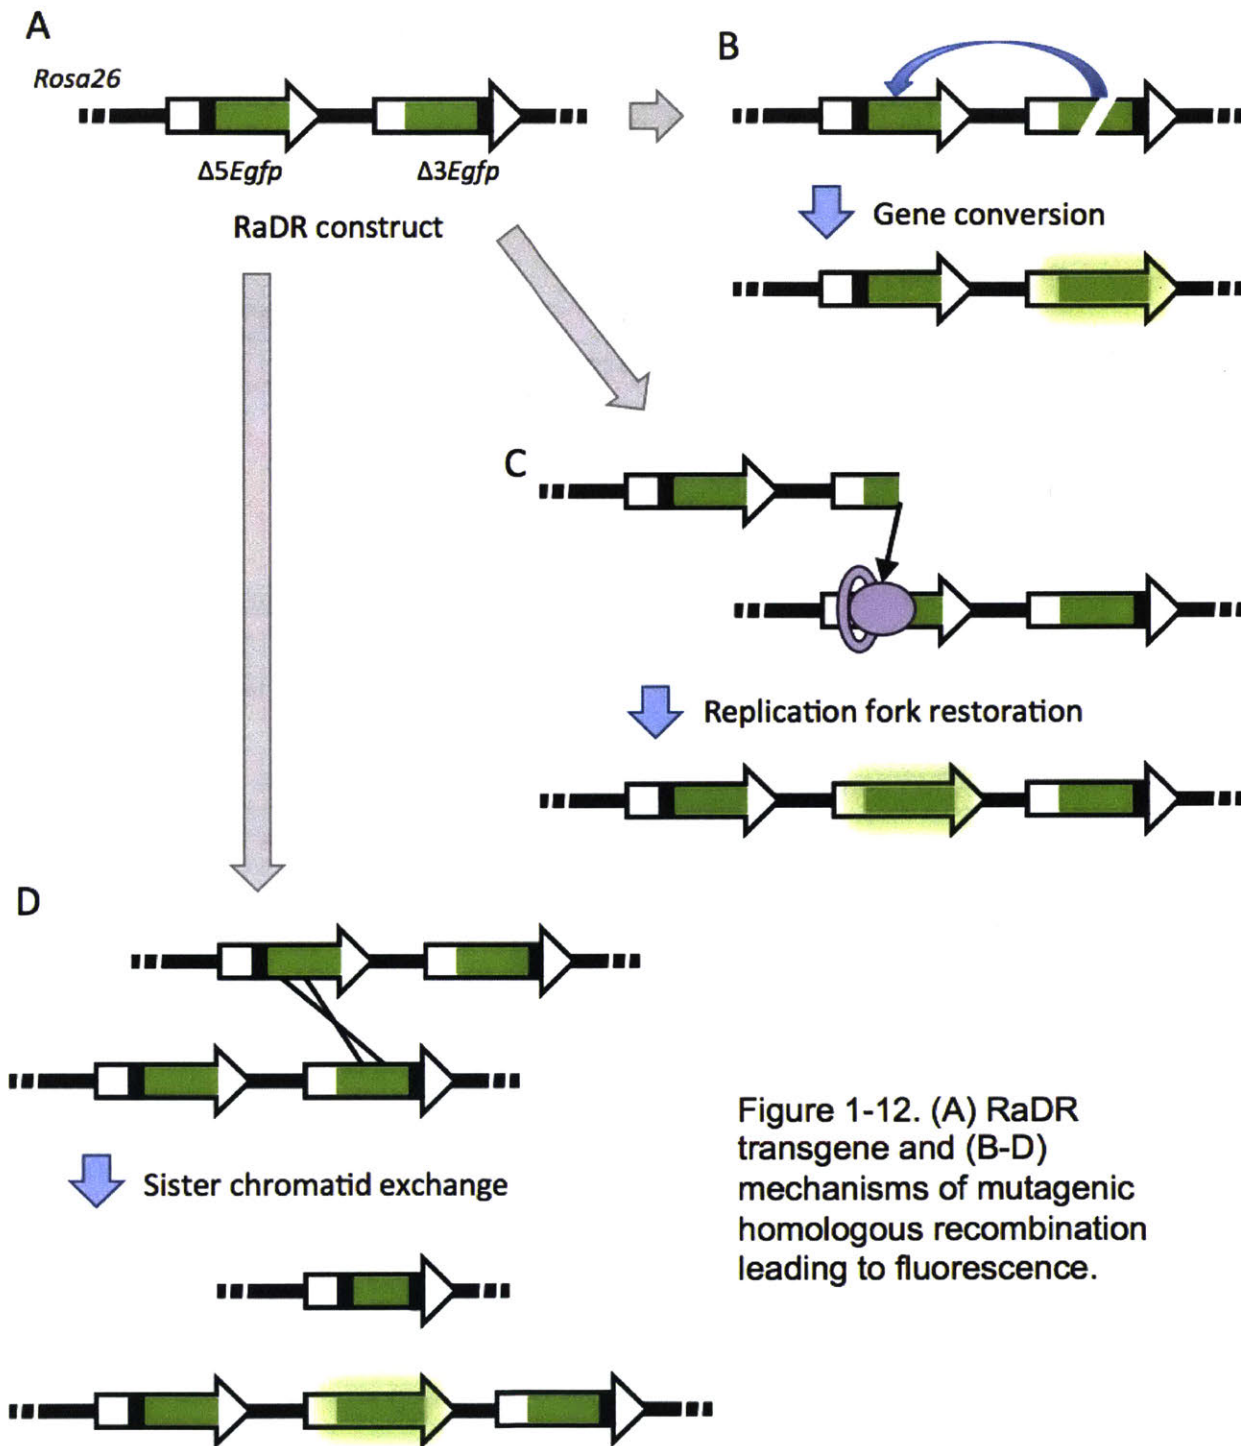 A
Rosa26
Δ5Egfp
Δ3Egfp
RaDR construct
B
Gene conversion
C
Replication fork restoration
D
Sister chromatid exchange
Figure 1-12. (A) RaDR
transgene and (B-D)
mechanisms of mutagenic
homologous recombination
leading to fluorescence.